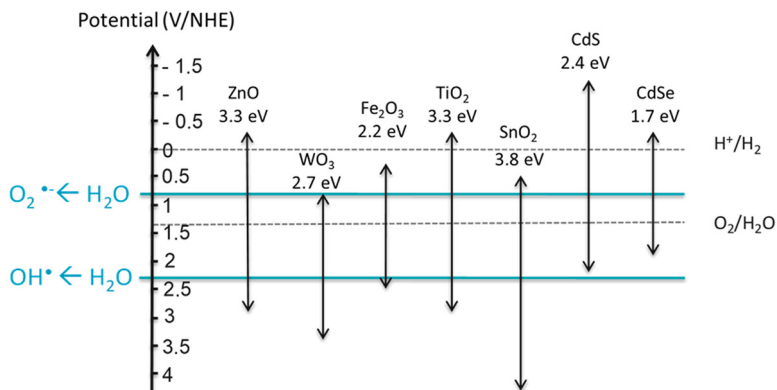 Potential (V/NHE)
- 1.5
- 1
- 0.5
0
0.5
1
1.5
2
2.5
3
3.5
4
ZnO
3.3 eV
WO₃
2.7 eV
Fe₂O₃
2.2 eV
TiO₂
3.3 eV
SnO₂
3.8 eV
CdS
2.4 eV
CdSe
1.7 eV
H⁺/H₂
O₂/H₂O
O₂ •- ← H₂O
OH• ← H₂O